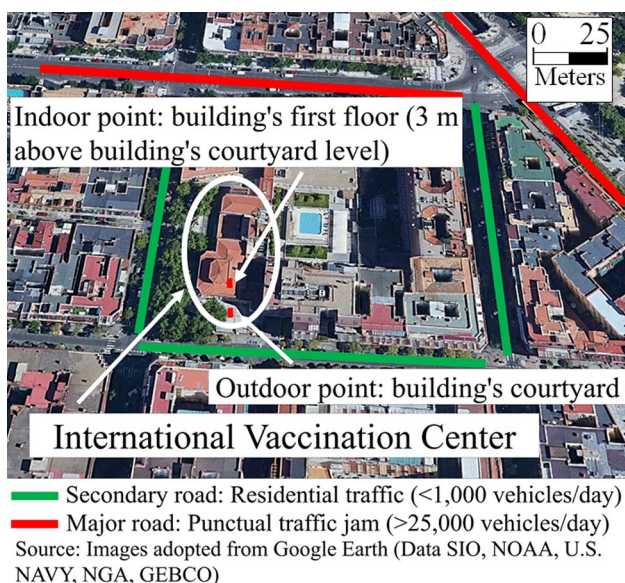 0 25
Meters
Indoor point: building's first floor (3 m
above building's courtyard level)
Outdoor point: building's courtyard
International Vaccination Center
Secondary road: Residential traffic (<1,000 vehicles/day)
Major road: Punctual traffic jam (>25,000 vehicles/day)
Source: Images adopted from Google Earth (Data SIO, NOAA, U.S.
NAVY, NGA, GEBCO)